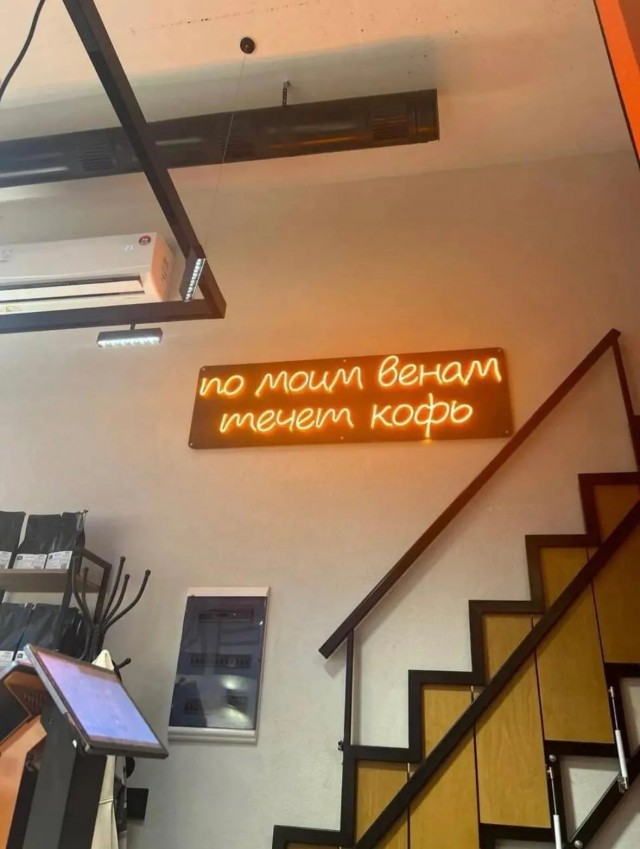 по моим венам
течет кофь